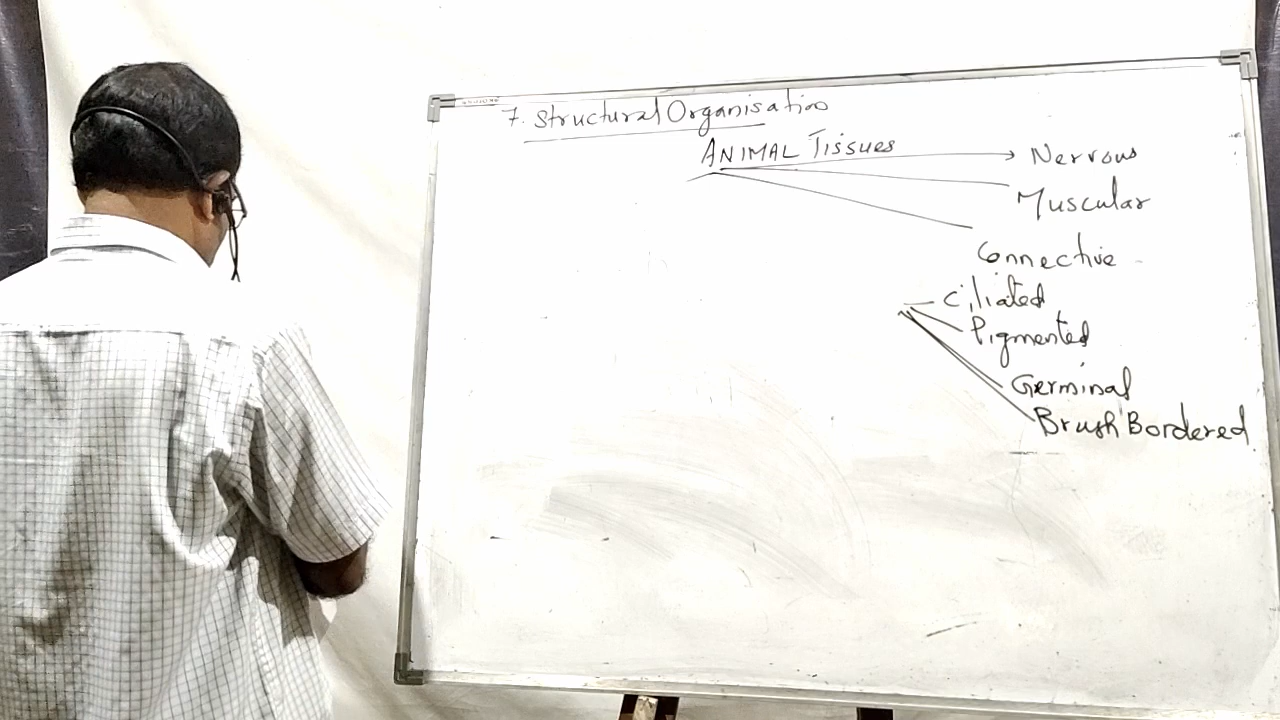 7. Structural Organisation
ANIMAL TISSUES
Nervous
Muscular
Connective
Ciliated
Pigmented
Germinal
Brush Bordered